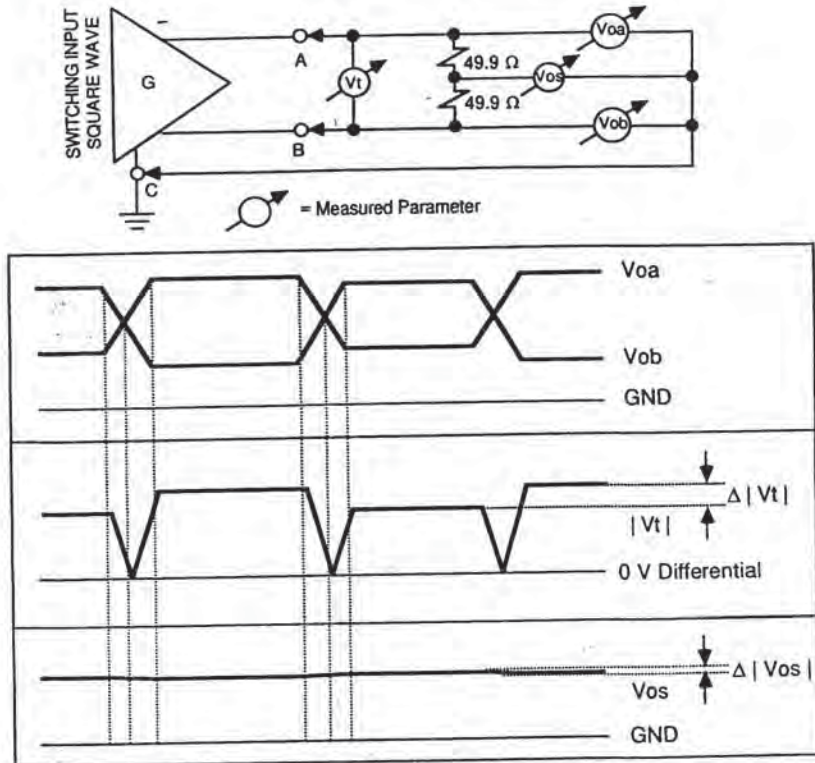 SWITCHING INPUT
SQUARE WAVE
G
–
A
B
C
Vt
49.9 Ω
49.9 Ω
Voa
Vos
Vob
= Measured Parameter
Voa
Vob
GND
Δ | Vt |
| Vt |
0 V Differential
Δ | Vos |
Vos
GND